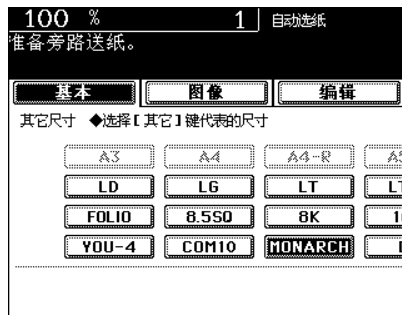 100 % 1 自动选纸
准备旁路送纸。
基本 图像 编辑
其它尺寸 ◆选择[其它]键代表的尺寸
A3 A4 A4-R
LD LG LT
FOLIO 8.5SQ 8K
YOU-4 COM10 MONARCH